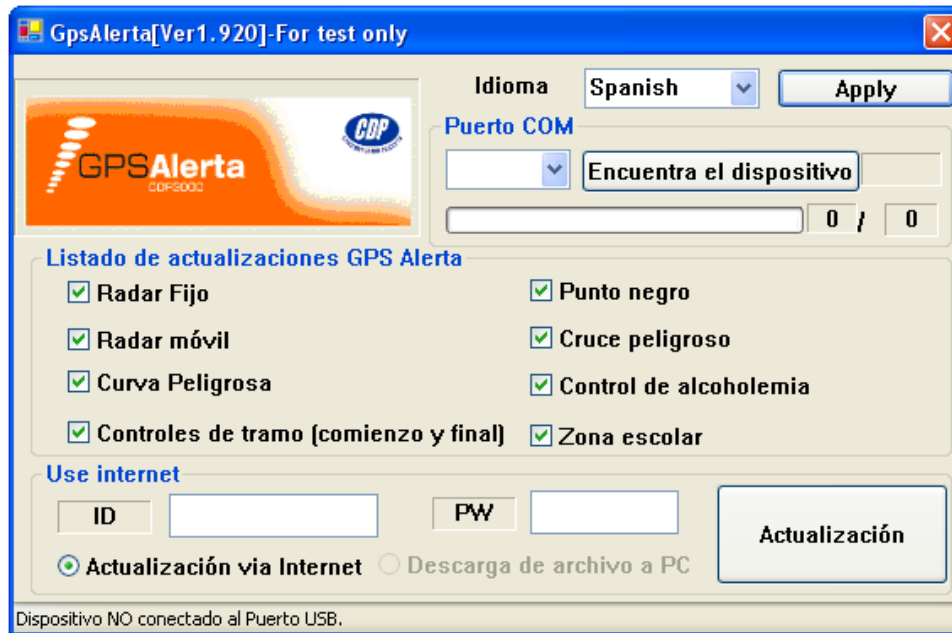 GpsAlerta[Ver1.920]-For test only
Idioma Spanish Apply
CDP
GPSAlerta
CDP3000
Puerto COM
Encuentra el dispositivo
0 / 0
Listado de actualizaciones GPS Alerta
Radar Fijo
Punto negro
Radar móvil
Cruce peligroso
Curva Peligrosa
Control de alcoholemia
Controles de tramo (comienzo y final)
Zona escolar
Use internet
ID PW
Actualización
Actualización via Internet Descarga de archivo a PC
Dispositivo NO conectado al Puerto USB.